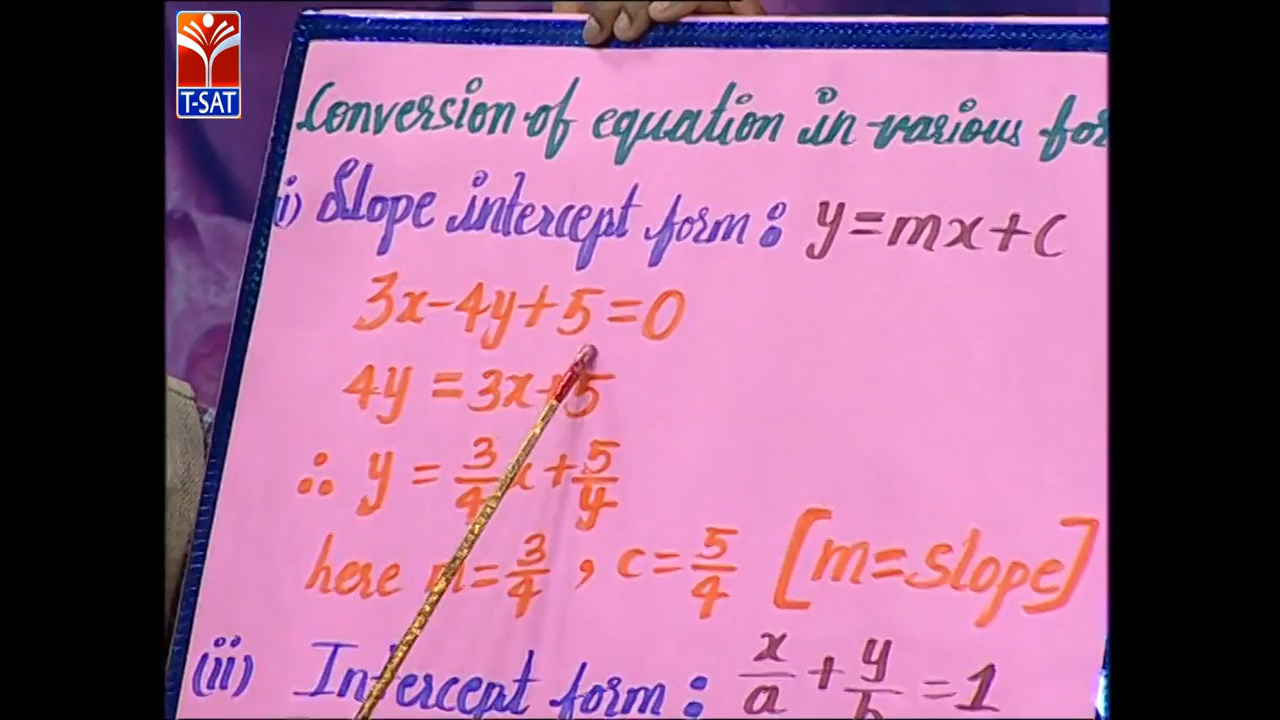 T-SAT
Conversion of equation in various for
i) Slope intercept form: y=mx+c
3x-4y+5=0
4y=3x+5
∴ y = 3/4 x + 5/4
here m=3/4, c=5/4 [m=slope]
(ii) Intercept form: x/a + y/b = 1